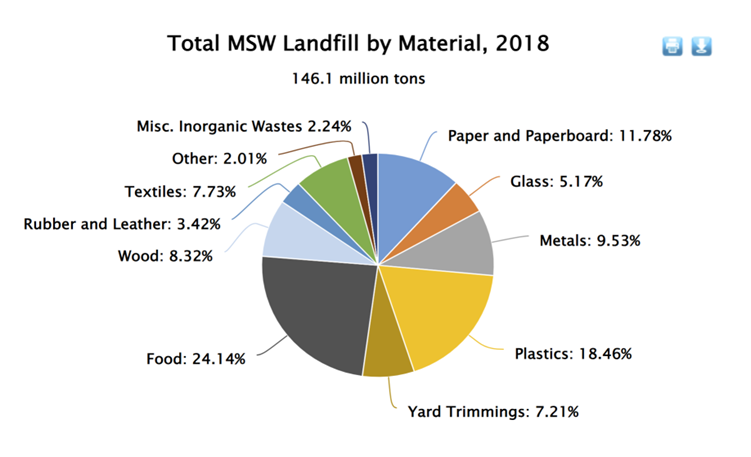 Total MSW Landfill by Material, 2018
146.1 million tons
Misc. Inorganic Wastes 2.24%
Paper and Paperboard: 11.78%
Other: 2.01%
Glass: 5.17%
Textiles: 7.73%
Rubber and Leather: 3.42%
Metals: 9.53%
Wood: 8.32%
Food: 24.14%
Plastics: 18.46%
Yard Trimmings: 7.21%